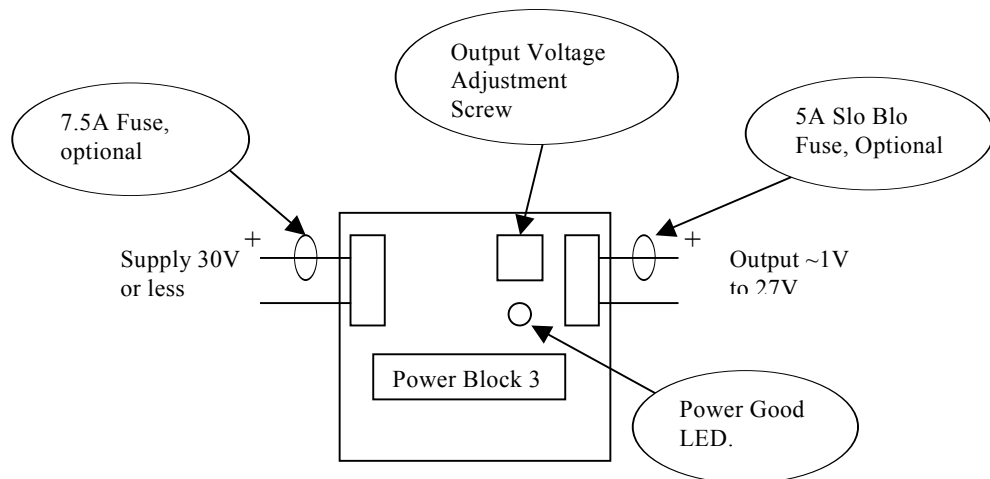 Output Voltage
Adjustment
Screw
7.5A Fuse,
optional
5A Slo Blo
Fuse, Optional
+
Supply 30V
or less
+
Output ~1V
to 27V
Power Block 3
Power Good
LED.